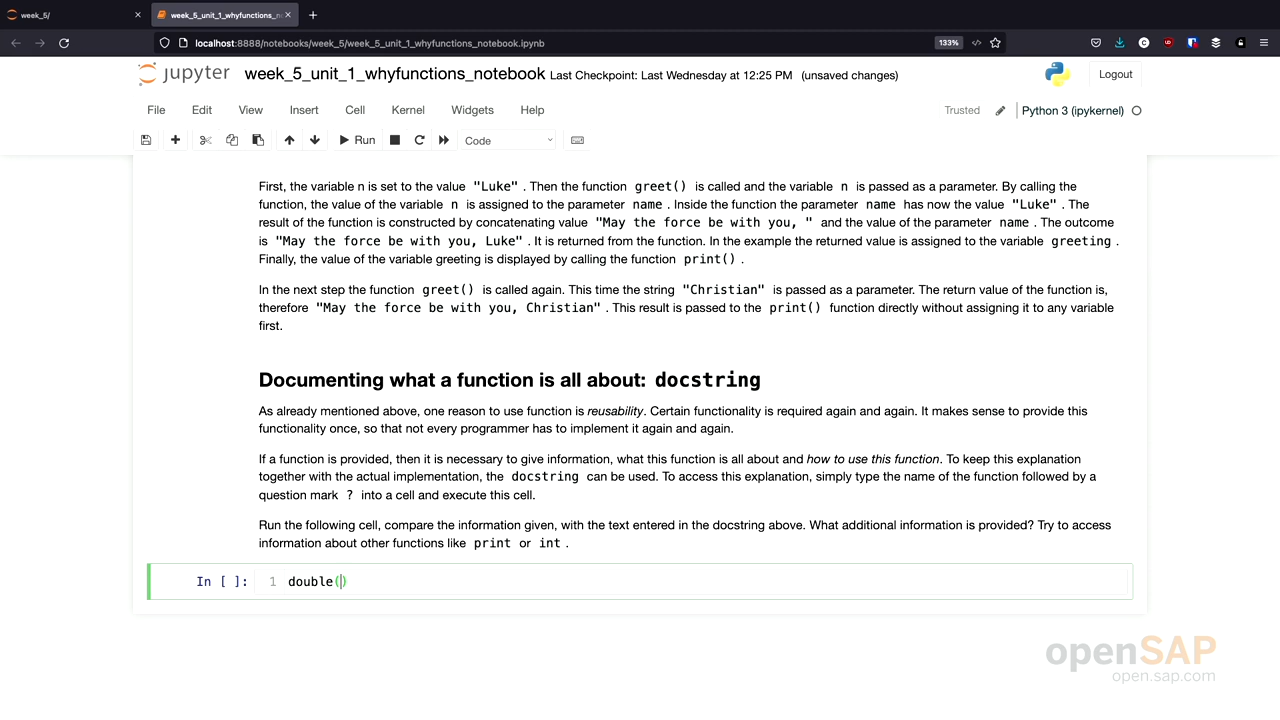 week_5/
week_5_unit_1_whyfunctions_n
localhost:8888/notebooks/week_5/week_5_unit_1_whyfunctions_notebook.ipynb
133%
jupyter week_5_unit_1_whyfunctions_notebook Last Checkpoint: Last Wednesday at 12:25 PM (unsaved changes)
Logout
File Edit View Insert Cell Kernel Widgets Help
Trusted Python 3 (ipykernel)
Run Code
First, the variable n is set to the value "Luke" . Then the function greet() is called and the variable n is passed as a parameter. By calling the
function, the value of the variable n is assigned to the parameter name . Inside the function the parameter name has now the value "Luke" . The
result of the function is constructed by concatenating value "May the force be with you, " and the value of the parameter name . The outcome
is "May the force be with you, Luke" . It is returned from the function. In the example the returned value is assigned to the variable greeting .
Finally, the value of the variable greeting is displayed by calling the function print() .
In the next step the function greet() is called again. This time the string "Christian" is passed as a parameter. The return value of the function is,
therefore "May the force be with you, Christian" . This result is passed to the print() function directly without assigning it to any variable
first.
Documenting what a function is all about: docstring
As already mentioned above, one reason to use function is reusability. Certain functionality is required again and again. It makes sense to provide this
functionality once, so that not every programmer has to implement it again and again.
If a function is provided, then it is necessary to give information, what this function is all about and how to use this function. To keep this explanation
together with the actual implementation, the docstring can be used. To access this explanation, simply type the name of the function followed by a
question mark ? into a cell and execute this cell.
Run the following cell, compare the information given, with the text entered in the docstring above. What additional information is provided? Try to access
information about other functions like print or int .
In [ ]: 1 double()
openSAP
open.sap.com